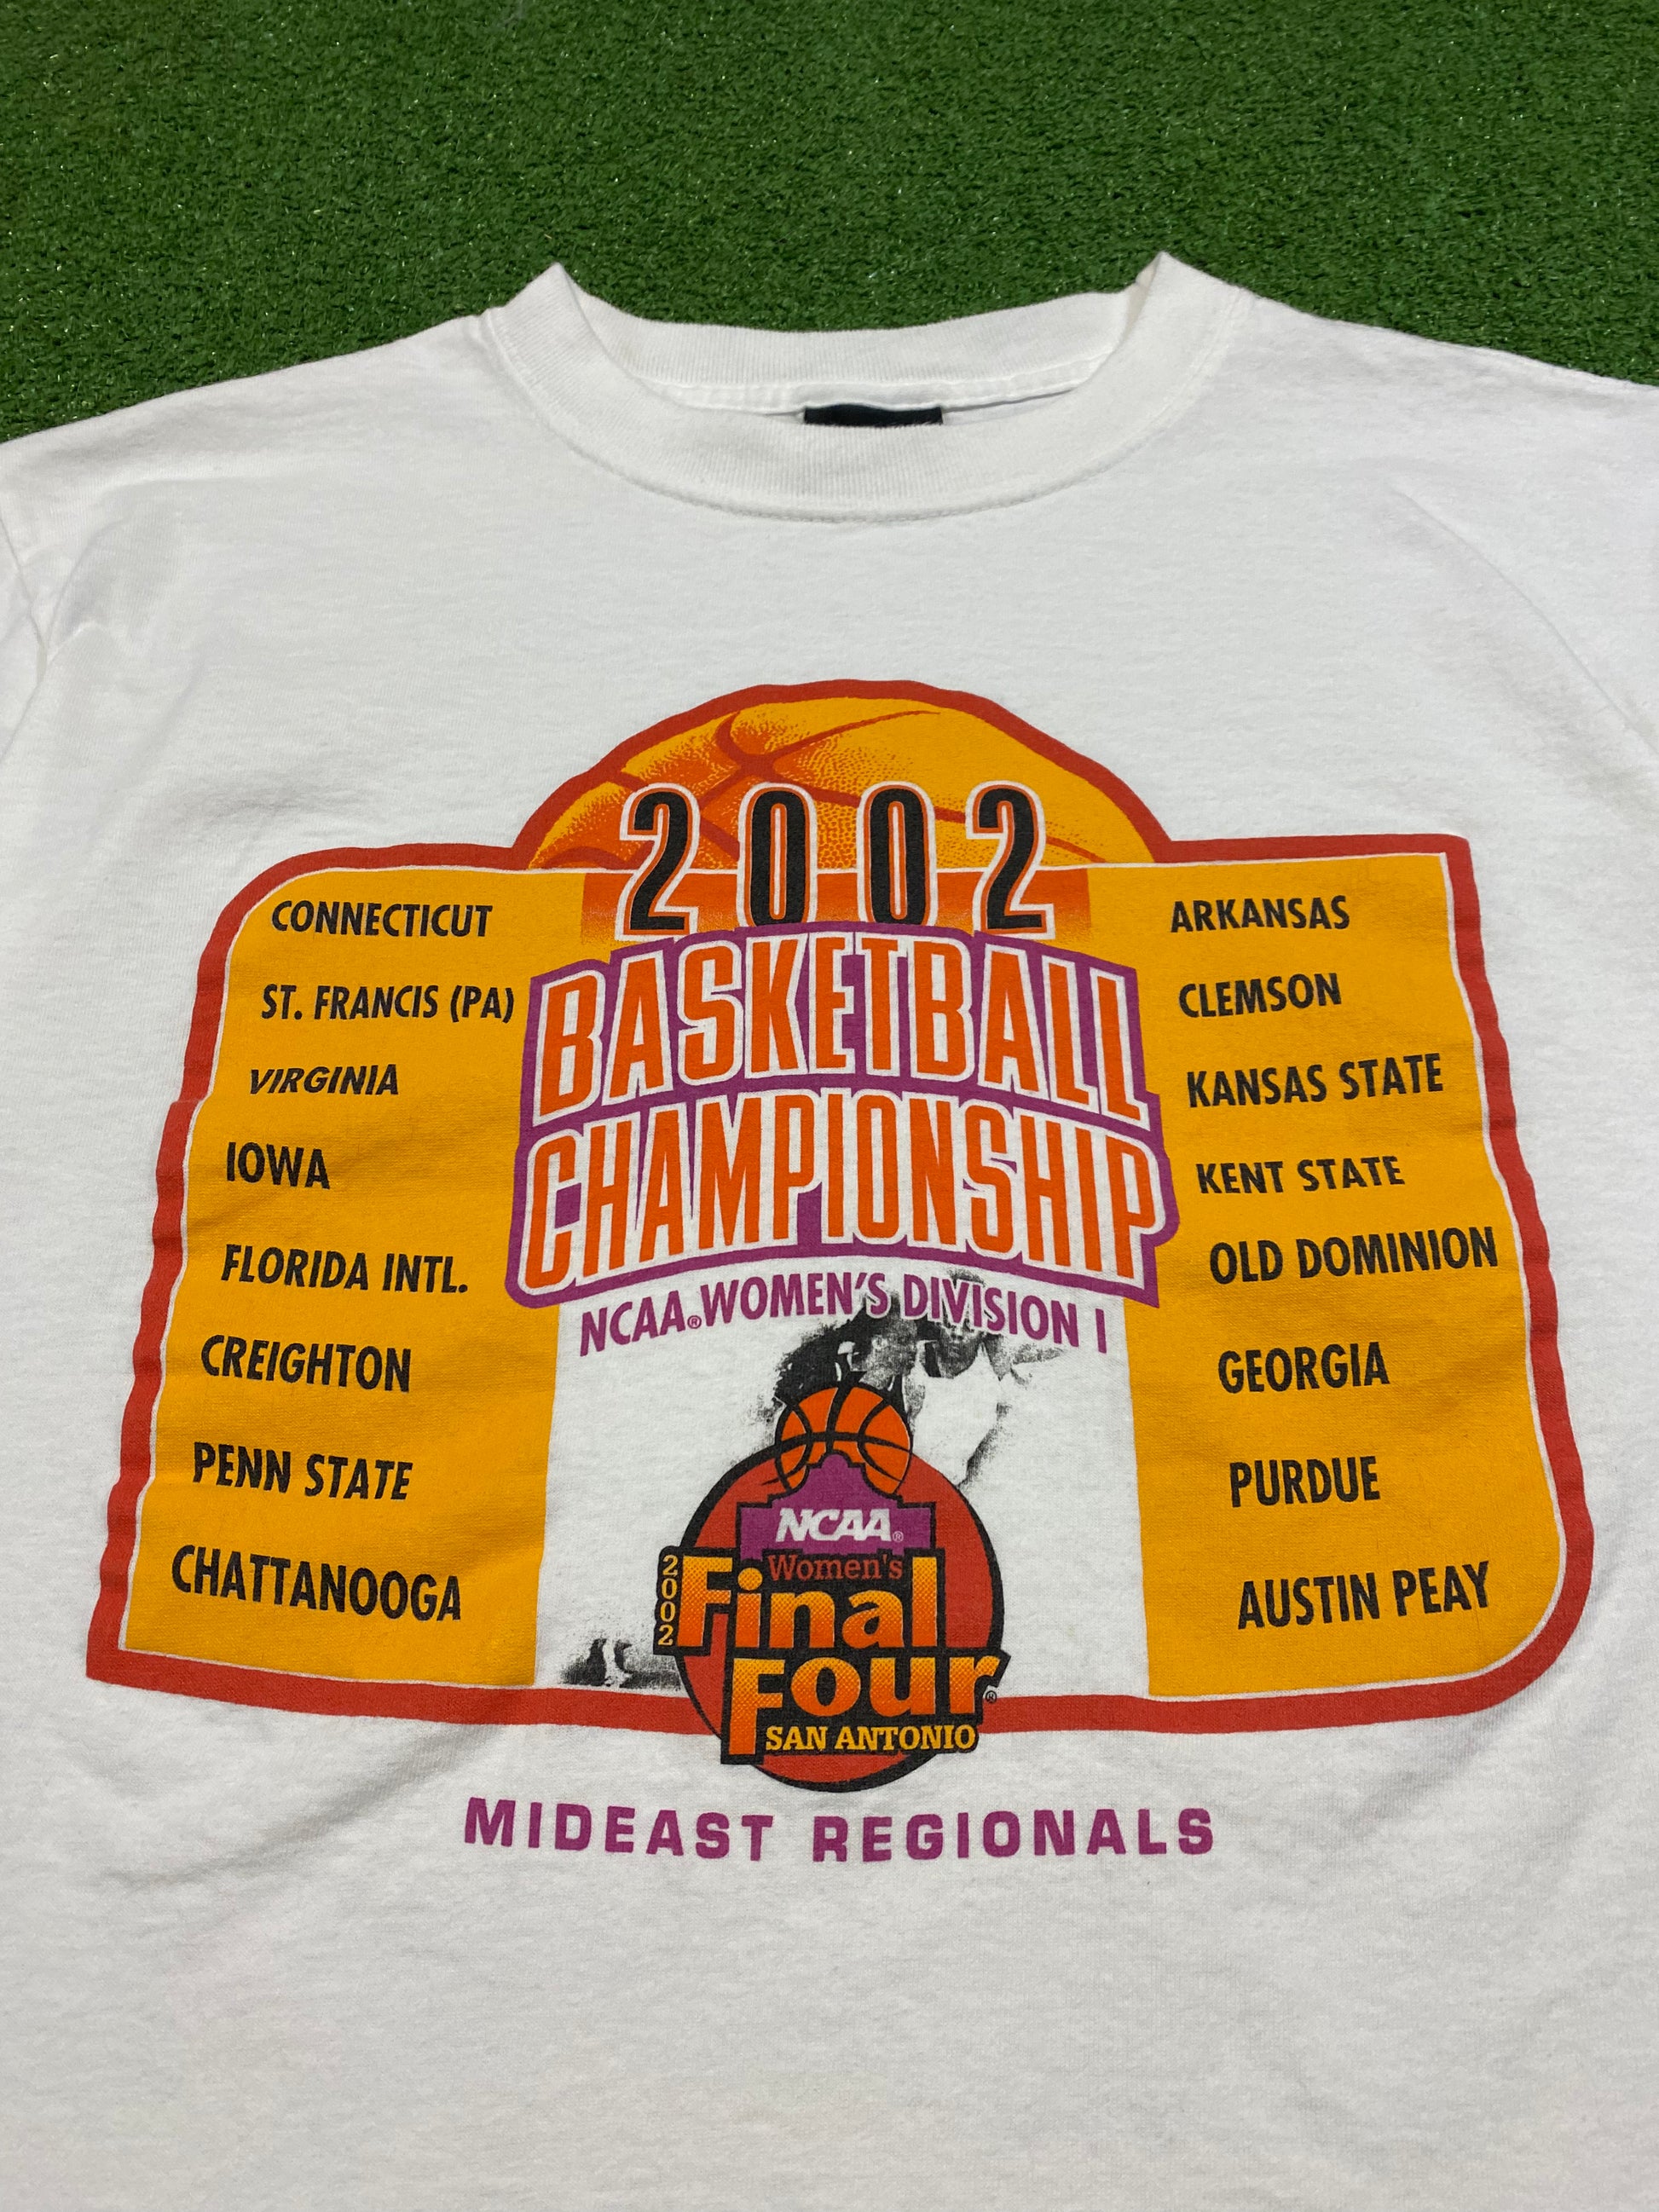 2002
BASKETBALL
CHAMPIONSHIP
NCAA® WOMEN'S DIVISION I
CONNECTICUT
ST. FRANCIS (PA)
VIRGINIA
IOWA
FLORIDA INTL.
CREIGHTON
PENN STATE
CHATTANOOGA
ARKANSAS
CLEMSON
KANSAS STATE
KENT STATE
OLD DOMINION
GEORGIA
PURDUE
AUSTIN PEAY
NCAA®
Women's
2002
Final
Four®
SAN ANTONIO
MIDEAST REGIONALS